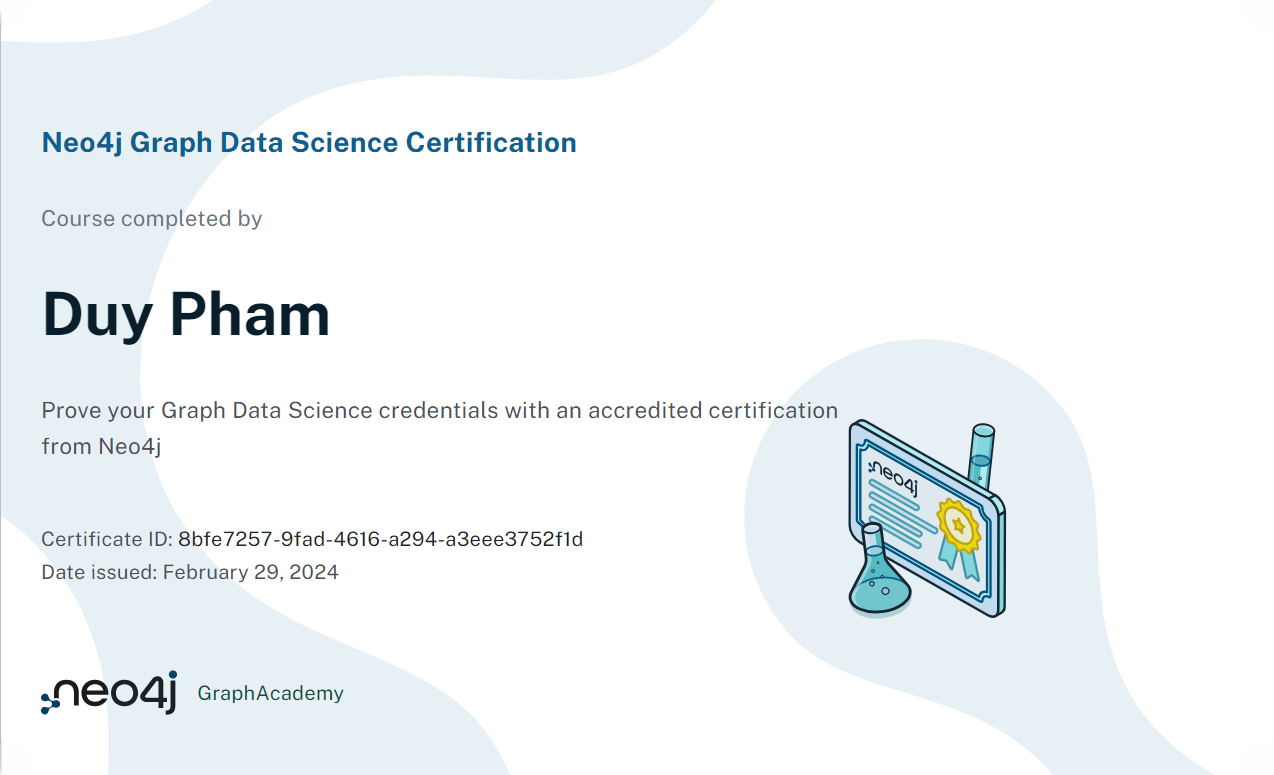 Neo4j Graph Data Science Certification
Course completed by
Duy Pham
Prove your Graph Data Science credentials with an accredited certification
from Neo4j
neo4j
Certificate ID: 8bfe7257-9fad-4616-a294-a3eee3752f1d
Date issued: February 29, 2024
neo4j GraphAcademy